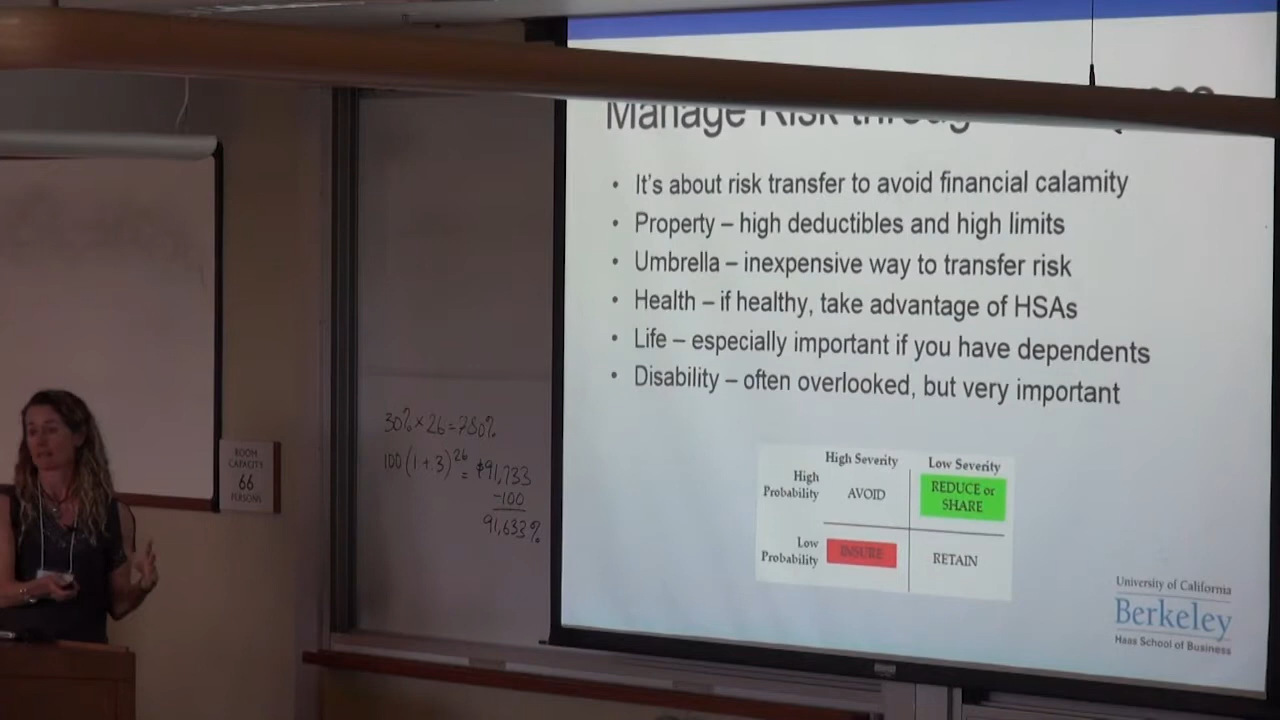 Manage Risk
It's about risk transfer to avoid financial calamity
Property – high deductibles and high limits
Umbrella – inexpensive way to transfer risk
Health – if healthy, take advantage of HSAs
Life – especially important if you have dependents
Disability – often overlooked, but very important
High Severity Low Severity
High Probability AVOID REDUCE or SHARE
Low Probability INSURE RETAIN
University of California
Berkeley
Haas School of Business
30% × 26 = 780%
100(1+.3)^26 = $91,733
-100
91,633%
ROOM
CAPACITY
66
PERSONS